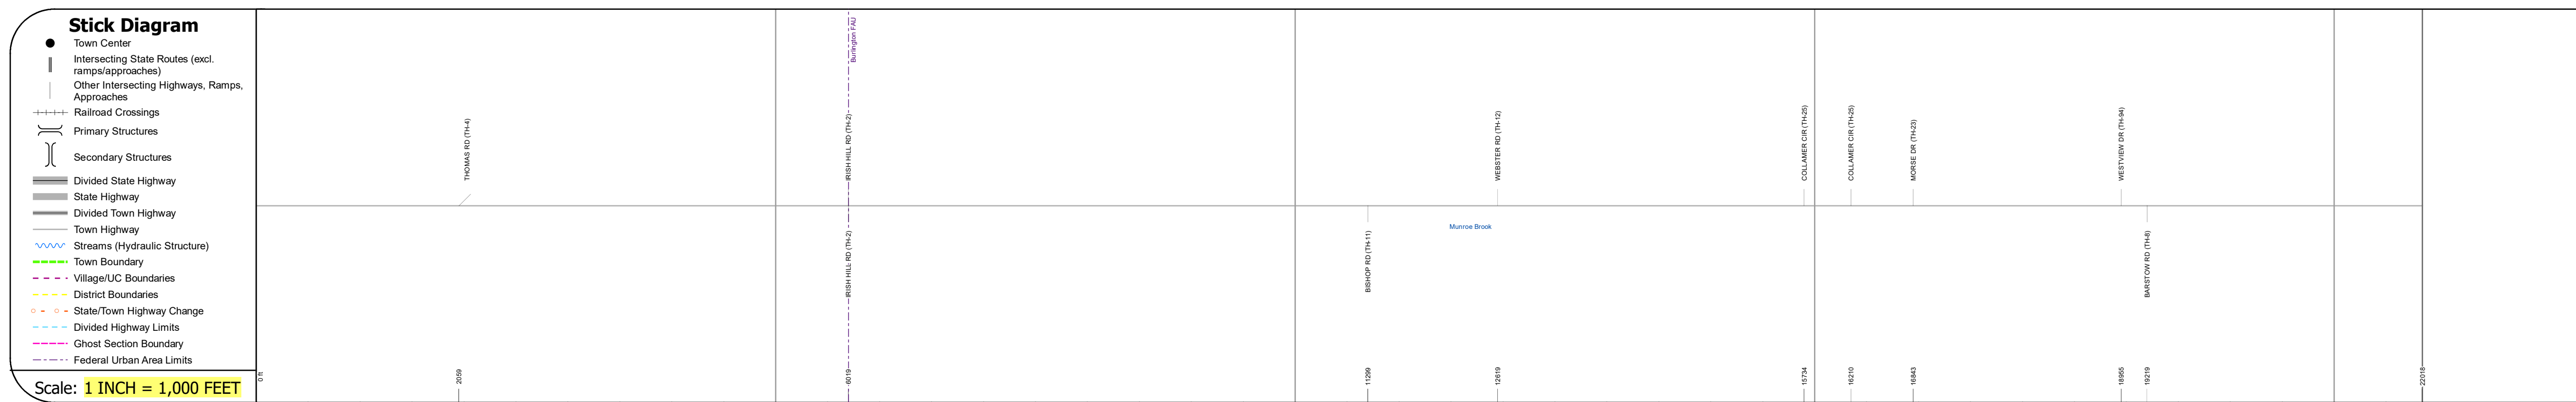 Stick Diagram
Town Center
Intersecting State Routes (excl.
ramps/approaches)
Other Intersecting Highways, Ramps,
Approaches
Railroad Crossings
Primary Structures
Secondary Structures
Divided State Highway
State Highway
Divided Town Highway
Town Highway
Streams (Hydraulic Structure)
Town Boundary
Village/UC Boundaries
District Boundaries
State/Town Highway Change
Divided Highway Limits
Ghost Section Boundary
Federal Urban Area Limits
Scale: 1 INCH = 1,000 FEET
Burlington FAU
THOMAS RD (TH-4)
IRISH HILL RD (TH-2)
WEBSTER RD (TH-12)
COLLAMER CIR (TH-25)
COLLAMER CIR (TH-25)
MORSE DR (TH-23)
WESTVIEW DR (TH-94)
IRISH HILL RD (TH-2)
BISHOP RD (TH-11)
Munroe Brook
BARSTOW RD (TH-8)
0 ft
2059
6019
11299
12619
15734
16210
16843
18955
19219
22018